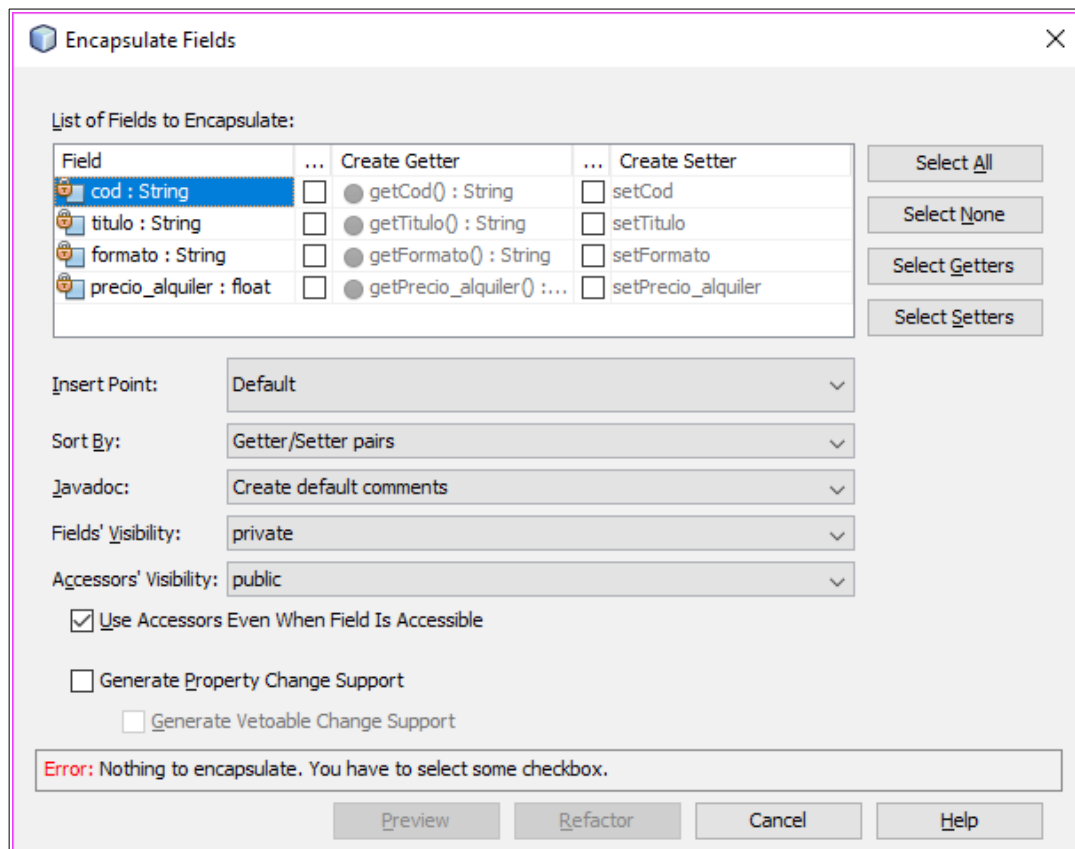 Encapsulate Fields
List of Fields to Encapsulate:
Field ... Create Getter ... Create Setter
cod : String getCod() : String setCod
titulo : String getTitulo() : String setTitulo
formato : String getFormato() : String setFormato
precio_alquiler : float getPrecio_alquiler() :... setPrecio_alquiler
Select All
Select None
Select Getters
Select Setters
Insert Point: Default
Sort By: Getter/Setter pairs
Javadoc: Create default comments
Fields' Visibility: private
Accessors' Visibility: public
Use Accessors Even When Field Is Accessible
Generate Property Change Support
Generate Vetoable Change Support
Error: Nothing to encapsulate. You have to select some checkbox.
Preview Refactor Cancel Help